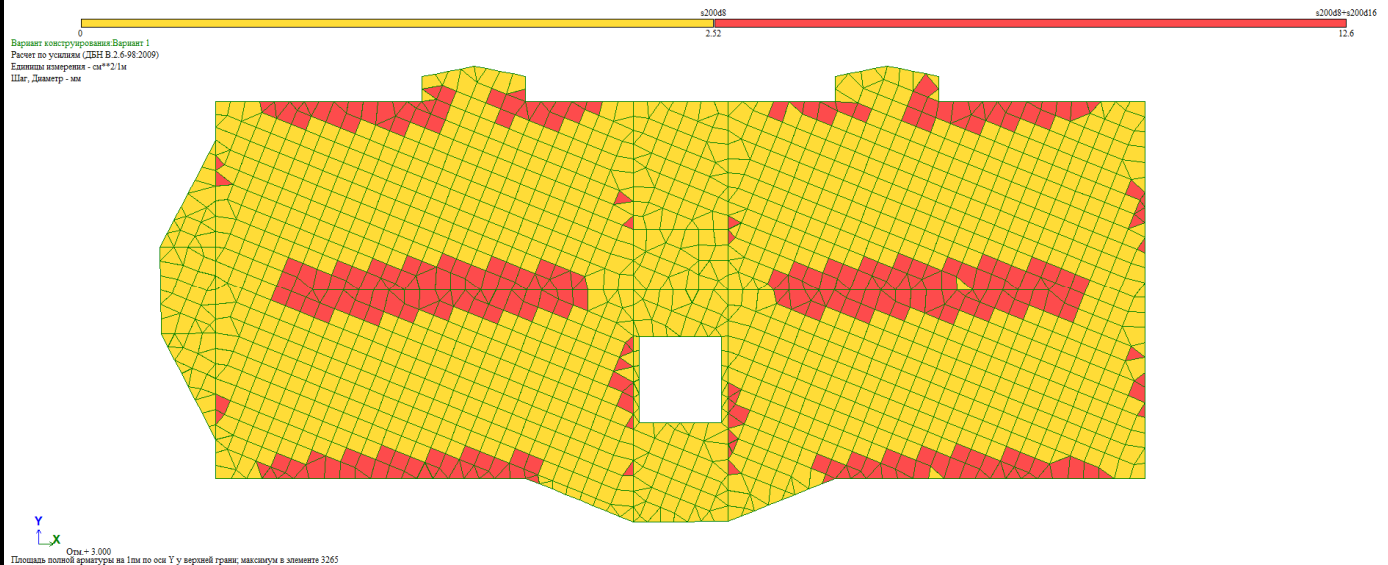 s200d8 s200d8+s200d16
0 2.52 12.6
Вариант конструирования:Вариант 1
Расчет по усилиям (ДБН В.2.6-98:2009)
Единицы измерения - см**2/1м
Шаг, Диаметр - мм
Y
X
Отм.+ 3.000
Площадь полной арматуры на 1пм по оси Y у верхней грани; максимум в элементе 3265